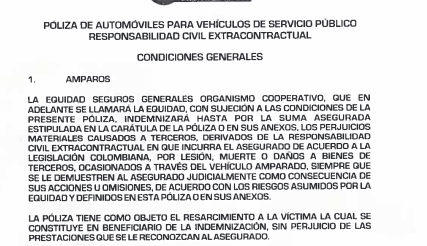 PÓLIZA DE AUTOMÓVILES PARA VEHÍCULOS DE SERVICIO PÚBLICO
RESPONSABILIDAD CIVIL EXTRACONTRACTUAL
CONDICIONES GENERALES
1. AMPAROS
LA EQUIDAD SEGUROS GENERALES ORGANISMO COOPERATIVO, QUE EN
ADELANTE SE LLAMARÁ LA EQUIDAD, CON SUJECIÓN A LAS CONDICIONES DE LA
PRESENTE PÓLIZA, INDEMNIZARÁ HASTA POR LA SUMA ASEGURADA
ESTIPULADA EN LA CARÁTULA DE LA PÓLIZA O EN SUS ANEXOS, LOS PERJUICIOS
MATERIALES CAUSADOS A TERCEROS, DERIVADOS DE LA RESPONSABILIDAD
CIVIL EXTRACONTRACTUAL EN QUE INCURRA EL ASEGURADO DE ACUERDO A LA
LEGISLACIÓN COLOMBIANA, POR LESIÓN, MUERTE O DAÑOS A BIENES DE
TERCEROS, OCASIONADOS A TRAVÉS DEL VEHÍCULO AMPARADO, SIEMPRE QUE
SE LE DEMUESTREN AL ASEGURADO JUDICIALMENTE COMO CONSECUENCIA DE
SUS ACCIONES U OMISIONES, DE ACUERDO CON LOS RIESGOS ASUMIDOS POR LA
EQUIDAD Y DEFINIDOS EN ESTA PÓLIZA O EN SUS ANEXOS.
LA PÓLIZA TIENE COMO OBJETO EL RESARCIMIENTO A LA VÍCTIMA LA CUAL SE
CONSTITUYE EN BENEFICIARIO DE LA INDEMNIZACIÓN, SIN PERJUICIO DE LAS
PRESTACIONES QUE SE LE RECONOZCAN AL ASEGURADO.